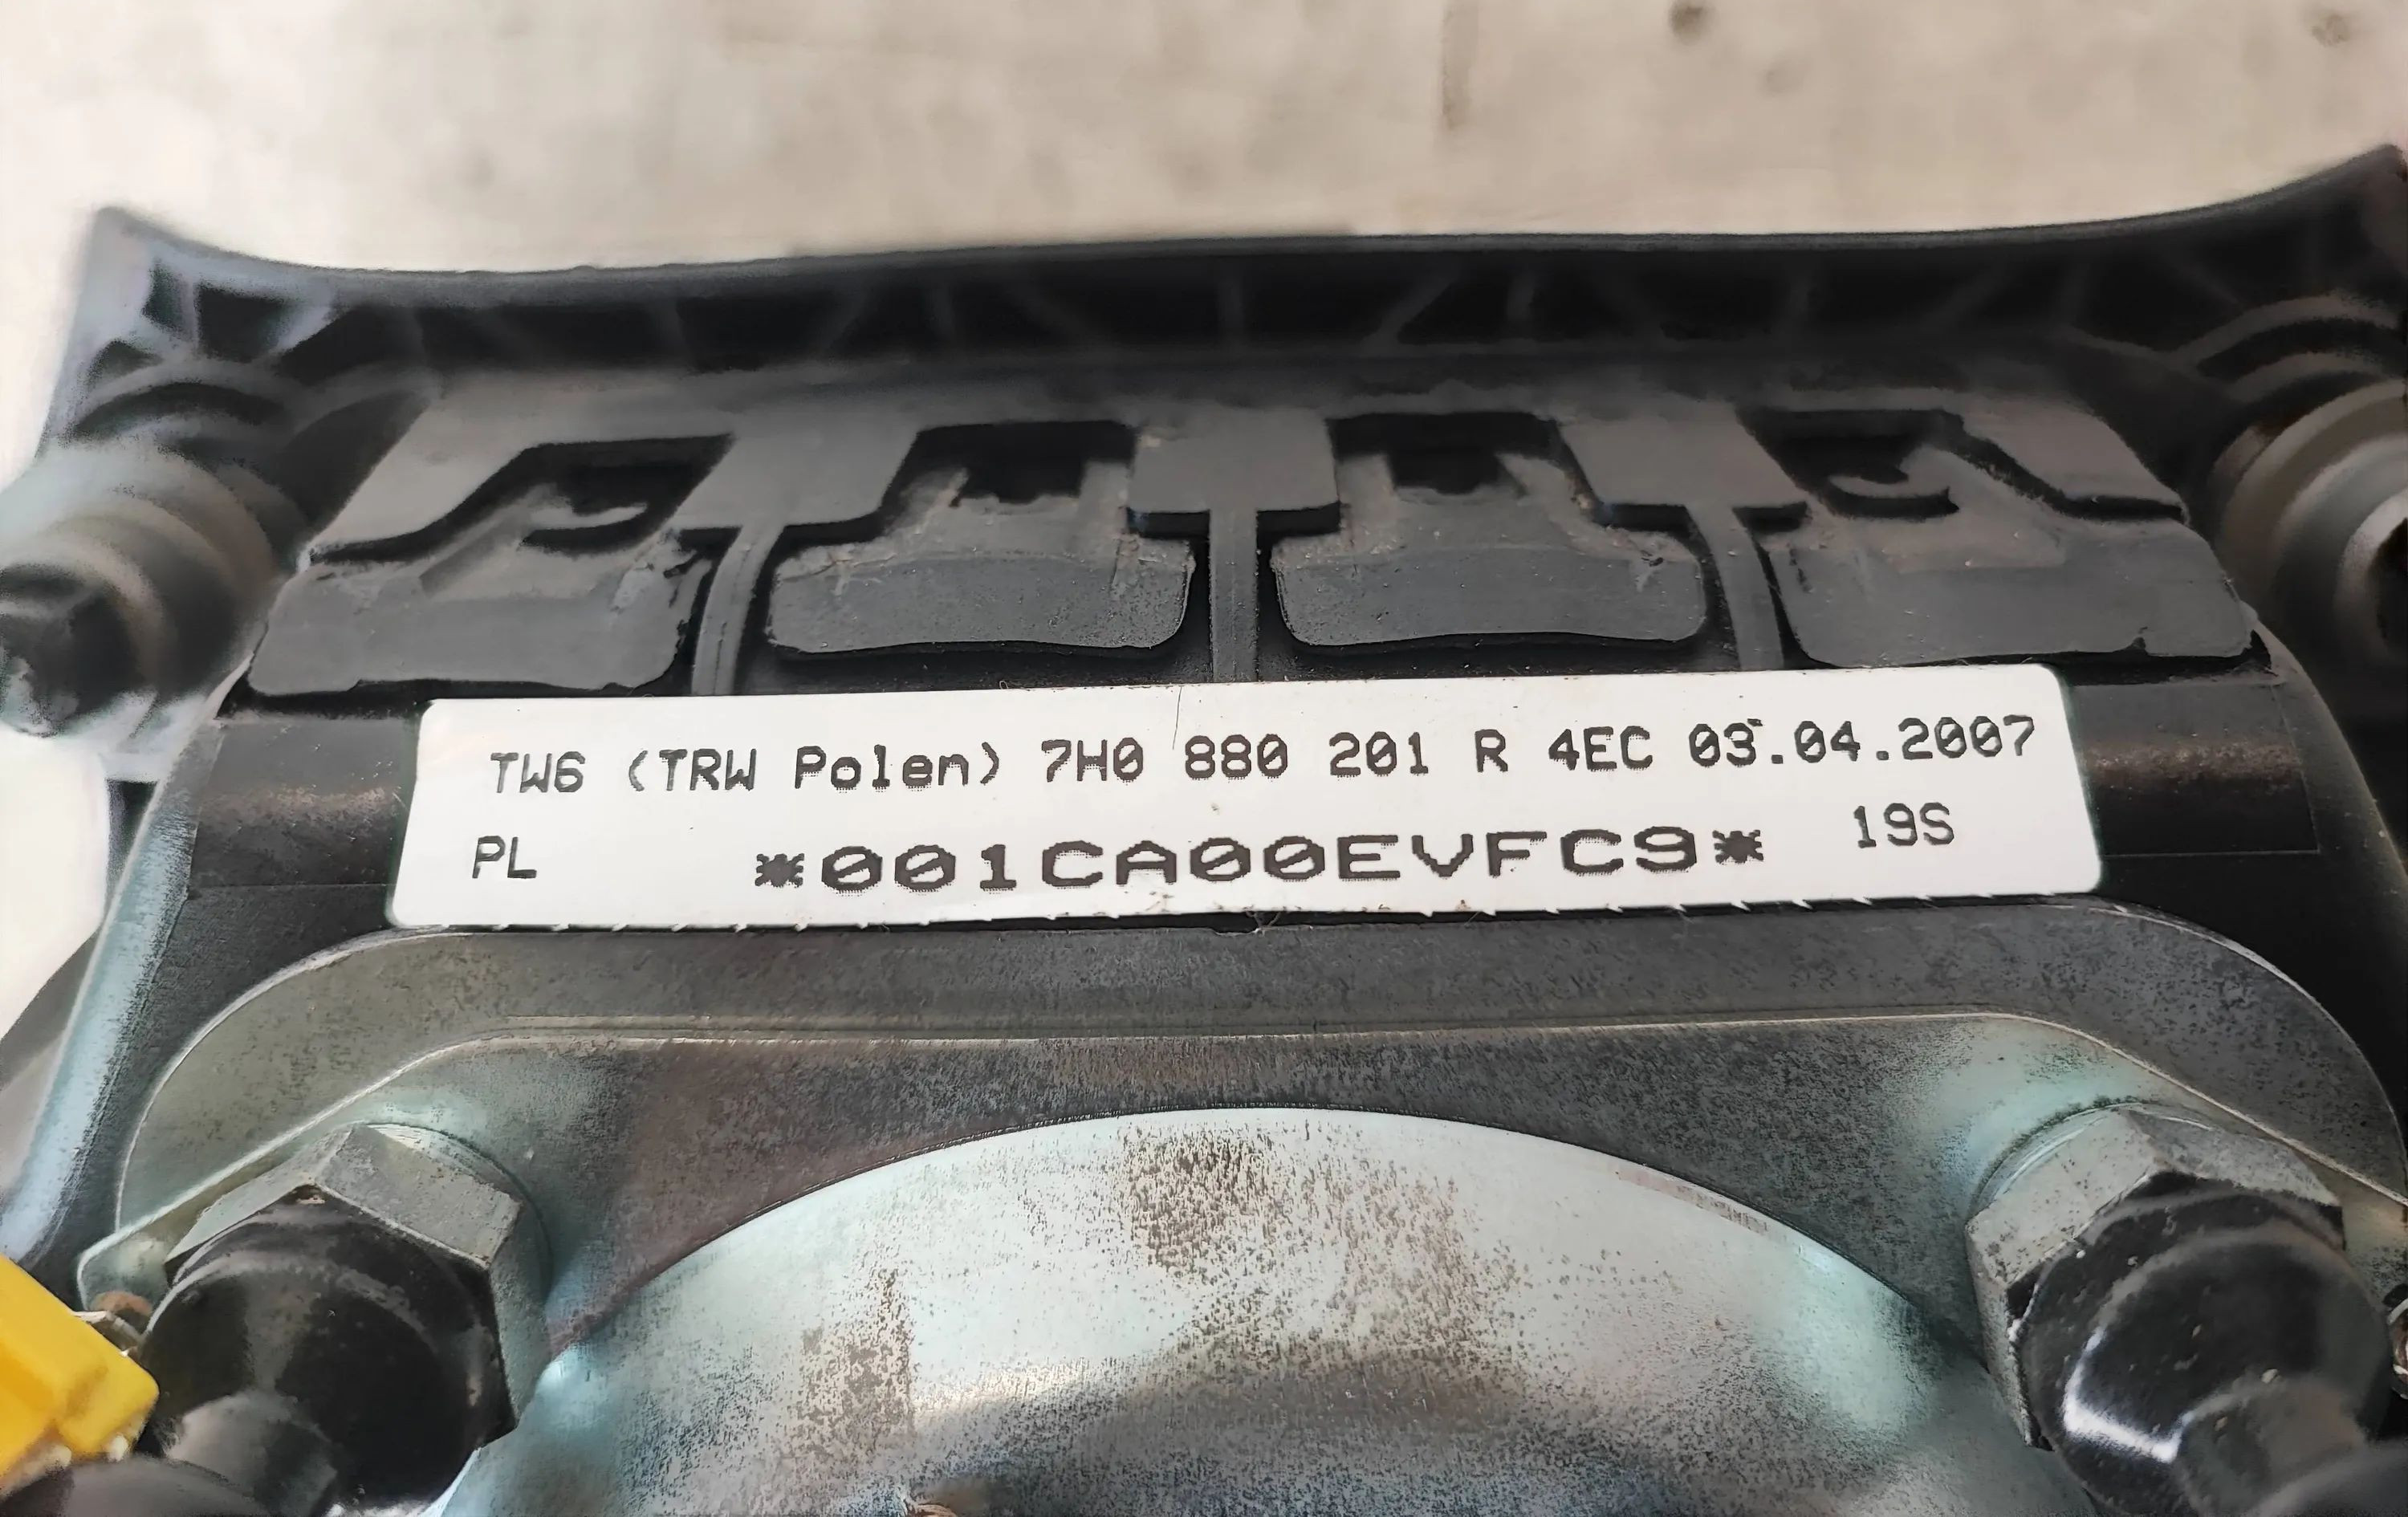 TW6 (TRW Polen) 7H0 880 201 R 4EC 03.04.2007
PL *001CA00EVFC9* 19S